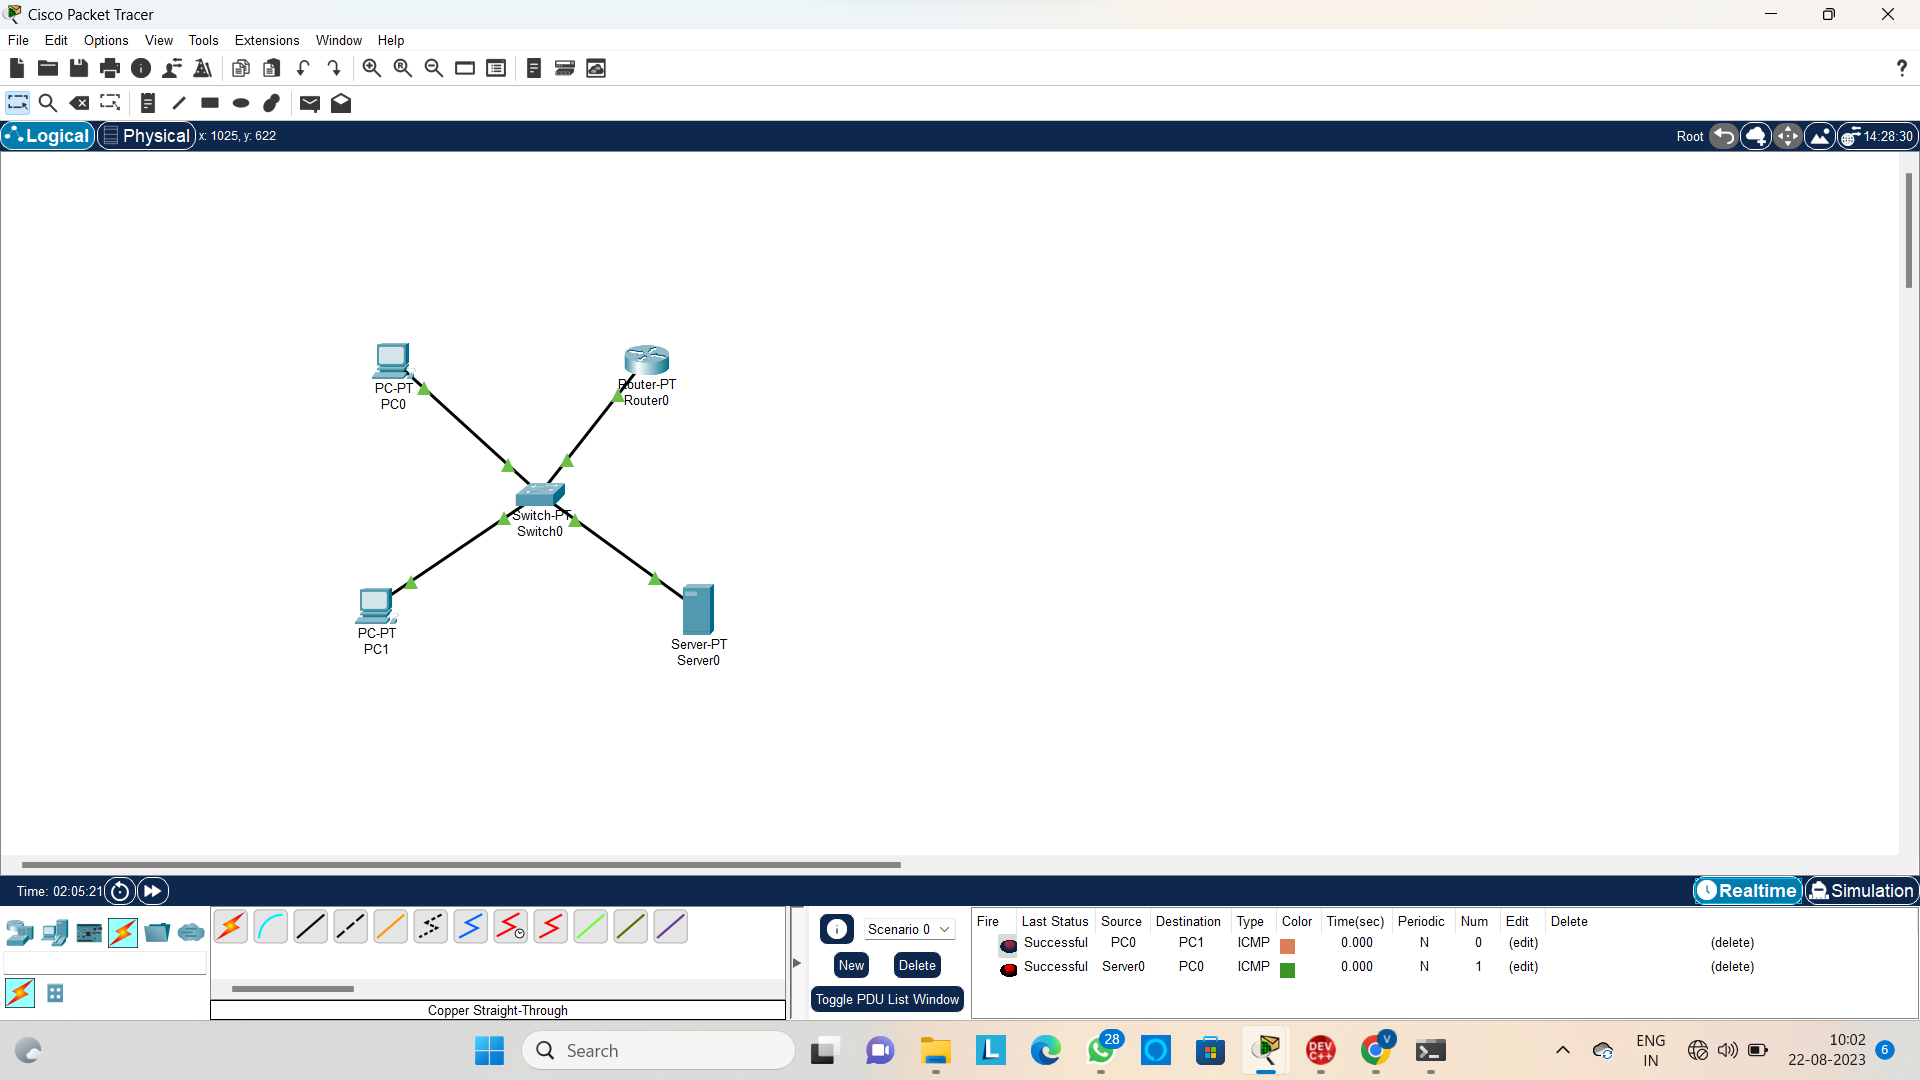 Cisco Packet Tracer
File Edit Options View Tools Extensions Window Help
?
Logical Physical x: 1025, y: 622 Root 14:28:30
PC-PT
PC0
Router-PT
Router0
Switch-PT
Switch0
PC-PT
PC1
Server-PT
Server0
Time: 02:05:21 Realtime Simulation
Scenario 0
New Delete
Toggle PDU List Window
Copper Straight-Through
Fire Last Status Source Destination Type Color Time(sec) Periodic Num Edit Delete
Successful PC0 PC1 ICMP 0.000 N 0 (edit) (delete)
Successful Server0 PC0 ICMP 0.000 N 1 (edit) (delete)
Search
L
28
DEV
C++
V
ENG
IN
10:02
22-08-2023
6